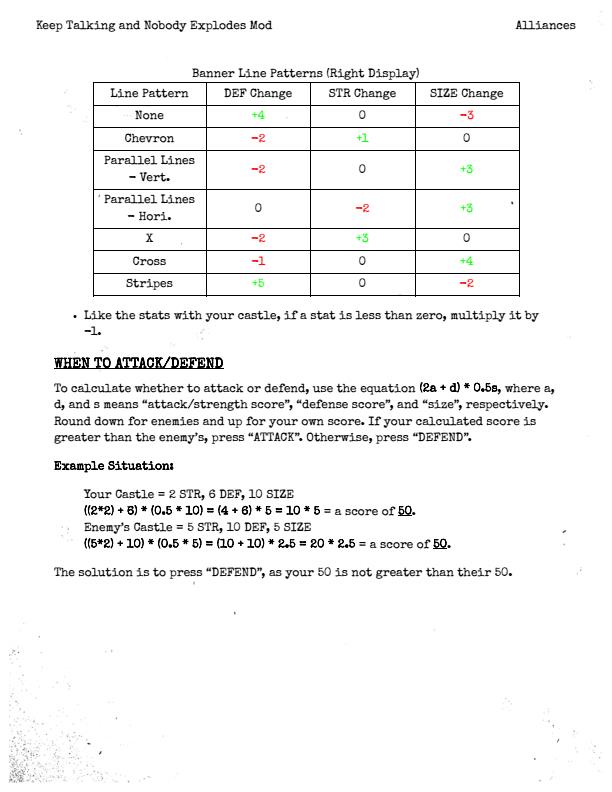 Keep Talking and Nobody Explodes Mod Alliances
Banner Line Patterns (Right Display)
Line Pattern DEF Change STR Change SIZE Change
None +4 0 -3
Chevron -2 +1 0
Parallel Lines
- Vert. -2 0 +3
Parallel Lines
- Hori. 0 -2 +3
X -2 +3 0
Cross -1 0 +4
Stripes +5 0 -2
• Like the stats with your castle, if a stat is less than zero, multiply it by
-1.
WHEN TO ATTACK/DEFEND
To calculate whether to attack or defend, use the equation (2a + d) * 0.5s, where a,
d, and s means "attack/strength score", "defense score", and "size", respectively.
Round down for enemies and up for your own score. If your calculated score is
greater than the enemy's, press "ATTACK". Otherwise, press "DEFEND".
Example Situation:
Your Castle = 2 STR, 6 DEF, 10 SIZE
((2*2) + 6) * (0.5 * 10) = (4 + 6) * 5 = 10 * 5 = a score of 50.
Enemy's Castle = 5 STR, 10 DEF, 5 SIZE
((5*2) + 10) * (0.5 * 5) = (10 + 10) * 2.5 = 20 * 2.5 = a score of 50.
The solution is to press "DEFEND", as your 50 is not greater than their 50.